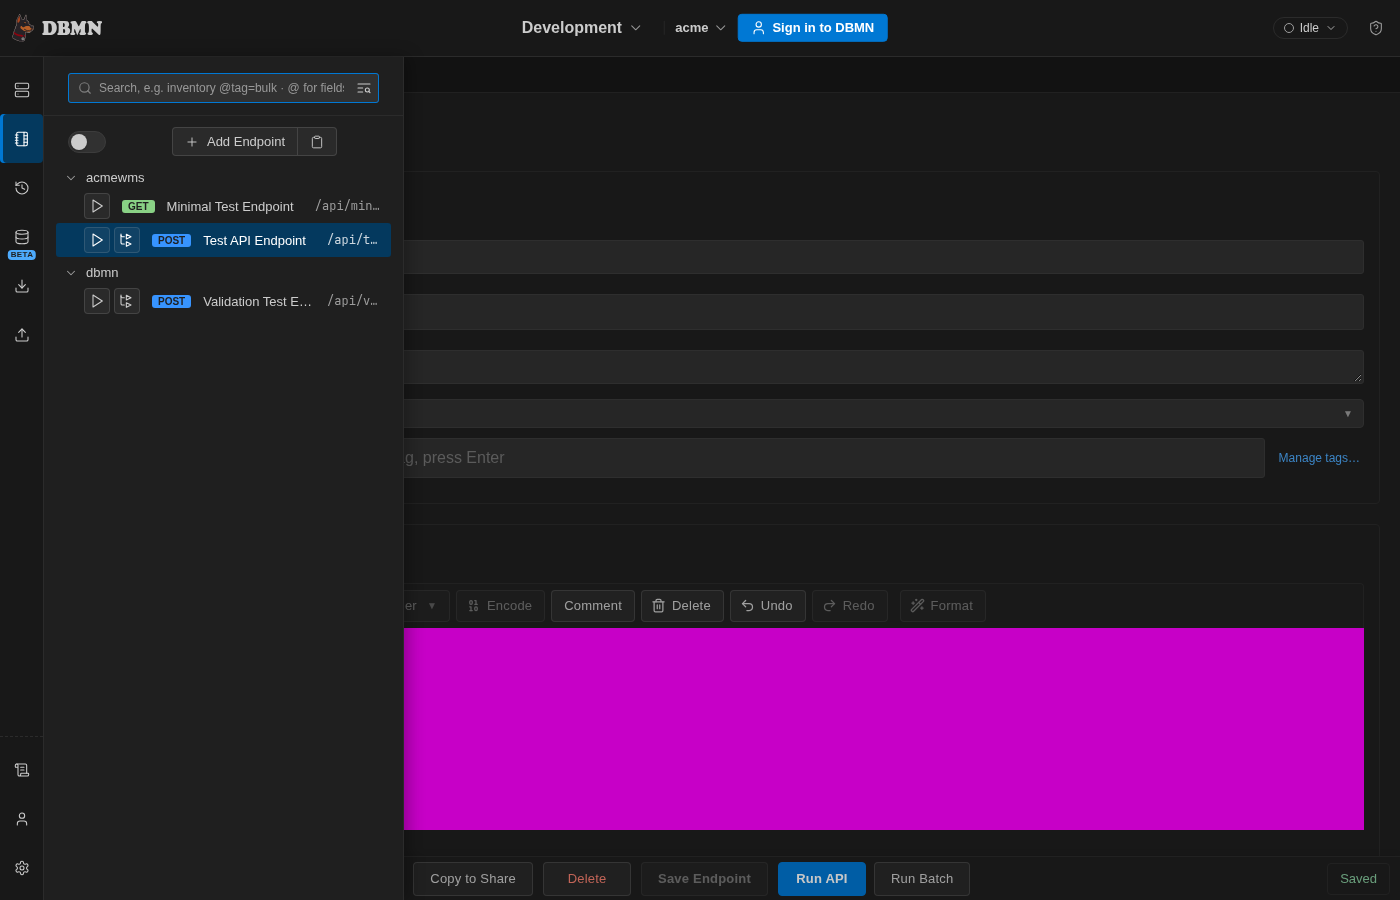 DBMN
Development
acme
Sign in to DBMN
Idle
Search, e.g. inventory @tag=bulk · @ for field
Add Endpoint
acmewms
GET Minimal Test Endpoint /api/min…
POST Test API Endpoint /api/t…
BETA
dbmn
POST Validation Test E… /api/v…
g, press Enter
Manage tags…
er
Encode
Comment
Delete
Undo
Redo
Format
Copy to Share
Delete
Save Endpoint
Run API
Run Batch
Saved